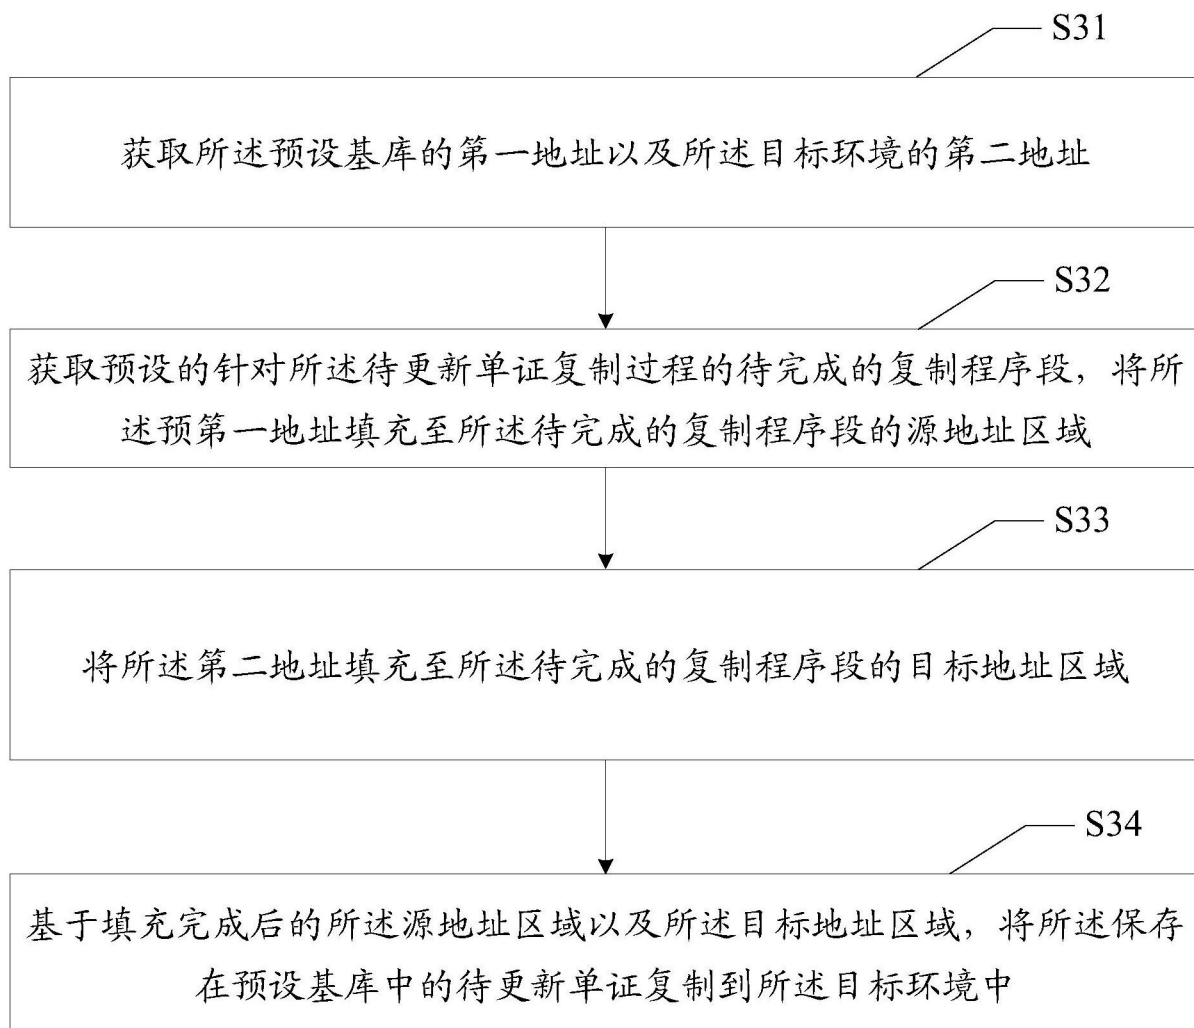 S31
获取所述预设基库的第一地址以及所述目标环境的第二地址
S32
获取预设的针对所述待更新单证复制过程的待完成的复制程序段，将所
述预第一地址填充至所述待完成的复制程序段的源地址区域
S33
将所述第二地址填充至所述待完成的复制程序段的目标地址区域
S34
基于填充完成后的所述源地址区域以及所述目标地址区域，将所述保存
在预设基库中的待更新单证复制到所述目标环境中